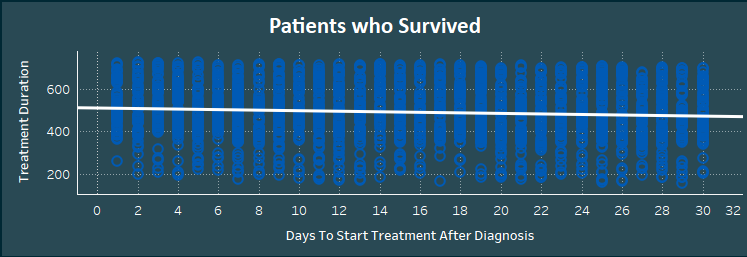 Patients who Survived
Treatment Duration
600
400
200
0 2 4 6 8 10 12 14 16 18 20 22 24 26 28 30 32
Days To Start Treatment After Diagnosis